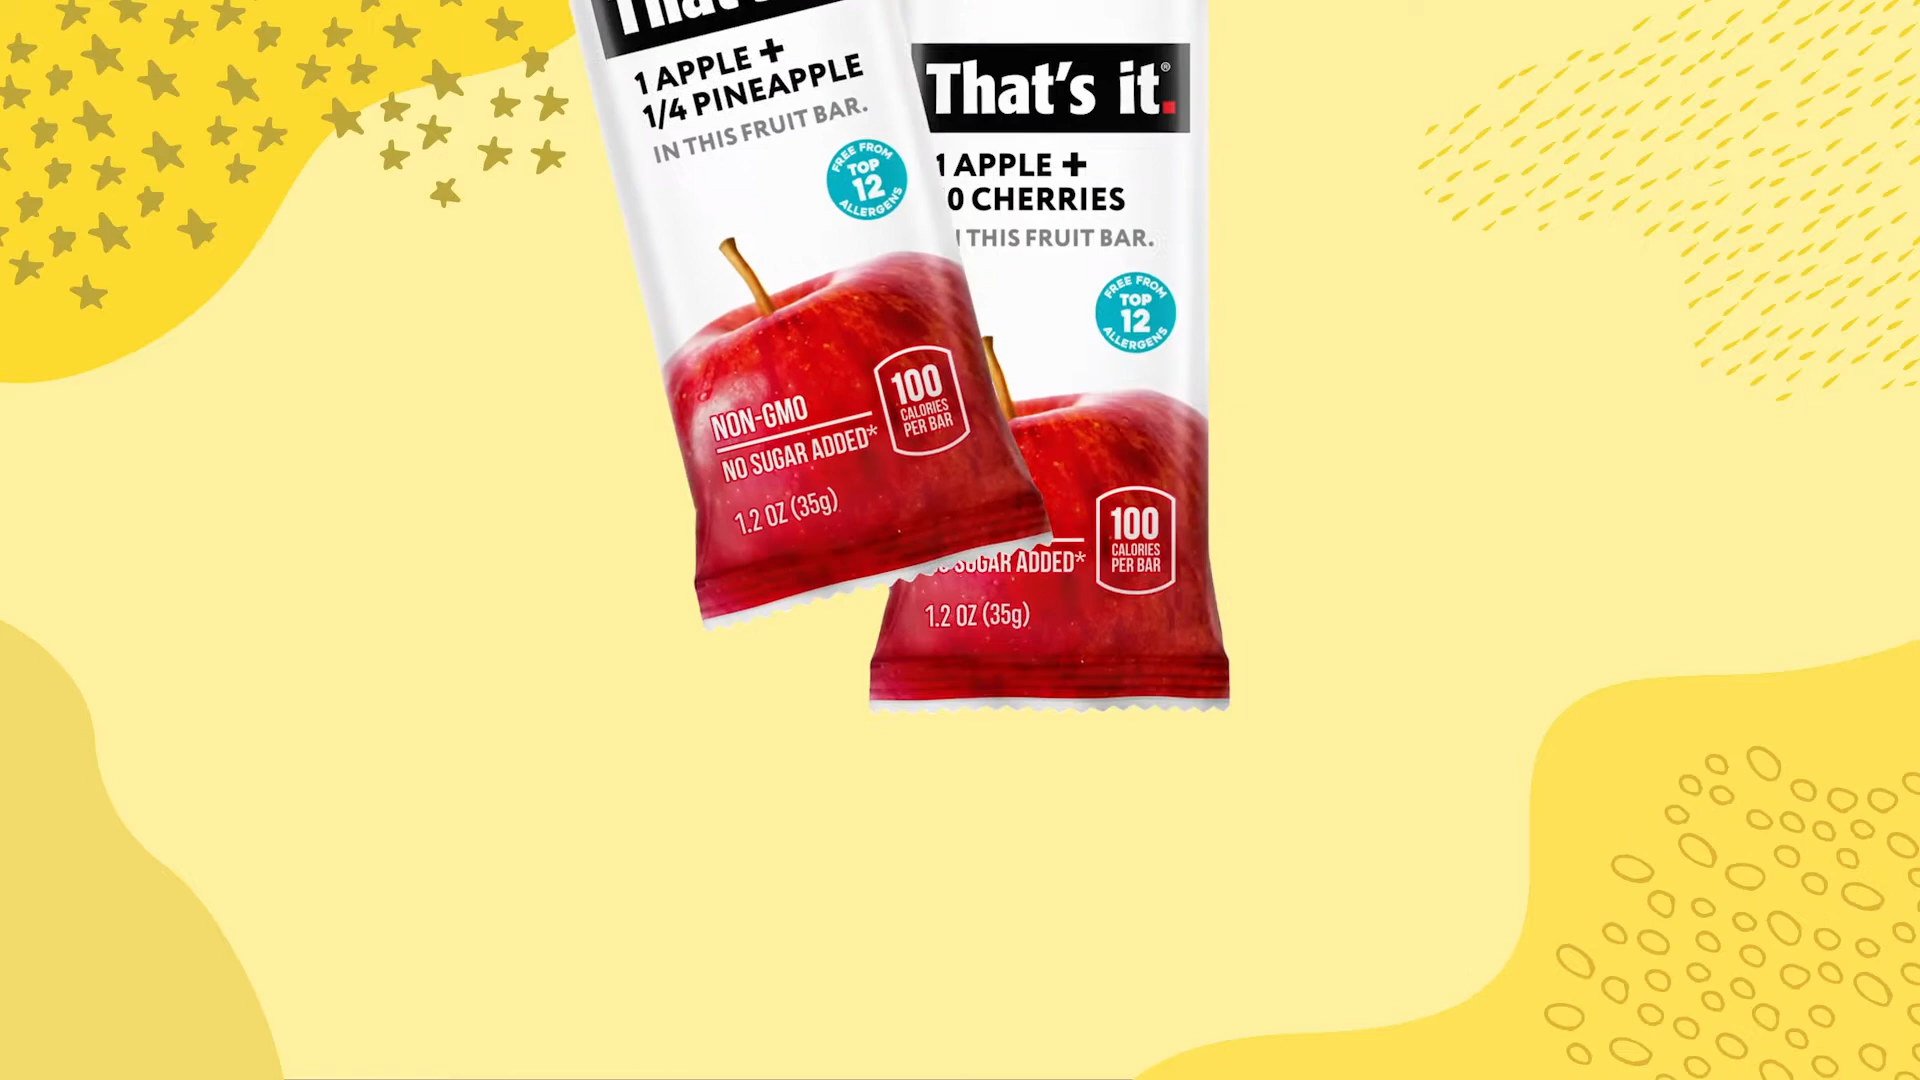 That's
1 APPLE +
1/4 PINEAPPLE
IN THIS FRUIT BAR.
FREE FROM
TOP
12
ALLERGENS
NON-GMO
NO SUGAR ADDED*
1.2 OZ (35g)
100
CALORIES
PER BAR
That's it.®
1 APPLE +
0 CHERRIES
THIS FRUIT BAR.
FREE FROM
TOP
12
ALLERGENS
SUGAR ADDED*
1.2 OZ (35g)
100
CALORIES
PER BAR